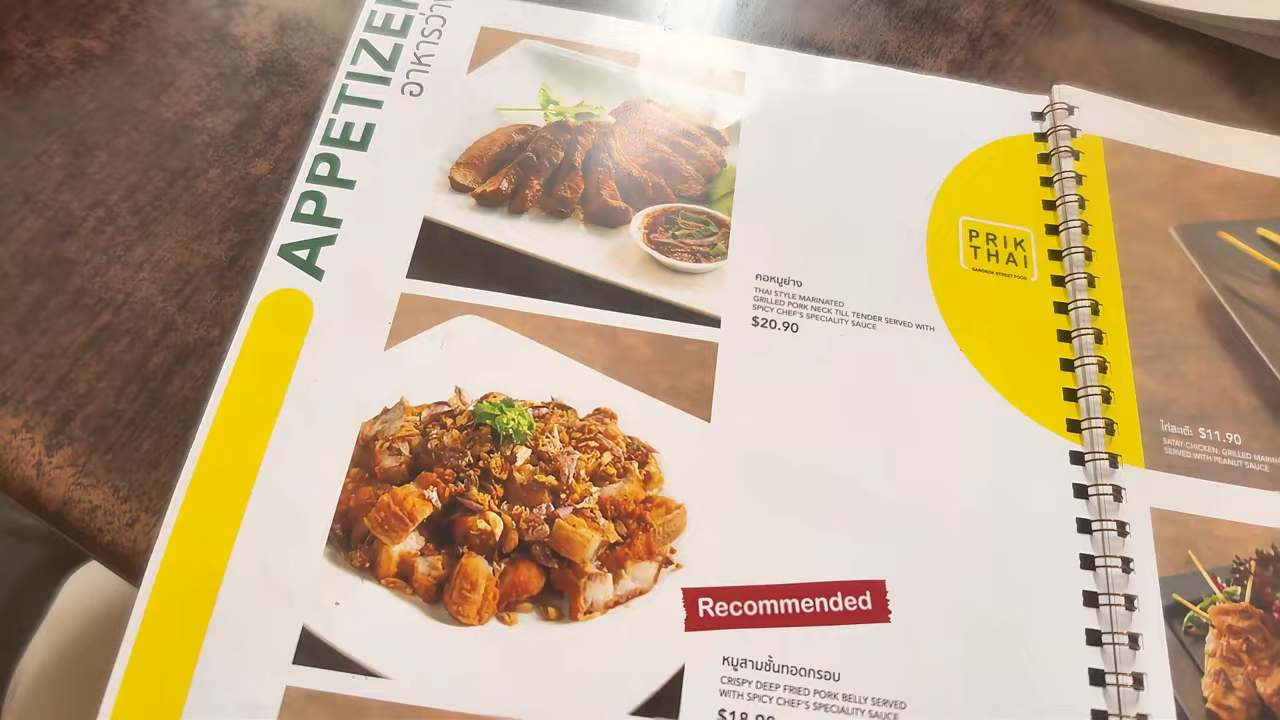 APPETIZER
อาหารว่าง
คอหมูย่าง
THAI STYLE MARINATED
GRILLED PORK NECK TILL TENDER SERVED WITH
SPICY CHEF'S SPECIALITY SAUCE
$20.90
PRIK
THAI
BANGKOK STREET FOOD
Recommended
หมูสามชั้นทอดกรอบ
CRISPY DEEP FRIED PORK BELLY SERVED
WITH SPICY CHEF'S SPECIALITY SAUCE
$18.90
ไก่สะเต๊ะ $11.90
SATAY CHICKEN, GRILLED
SERVED WITH PEANUT SAUCE